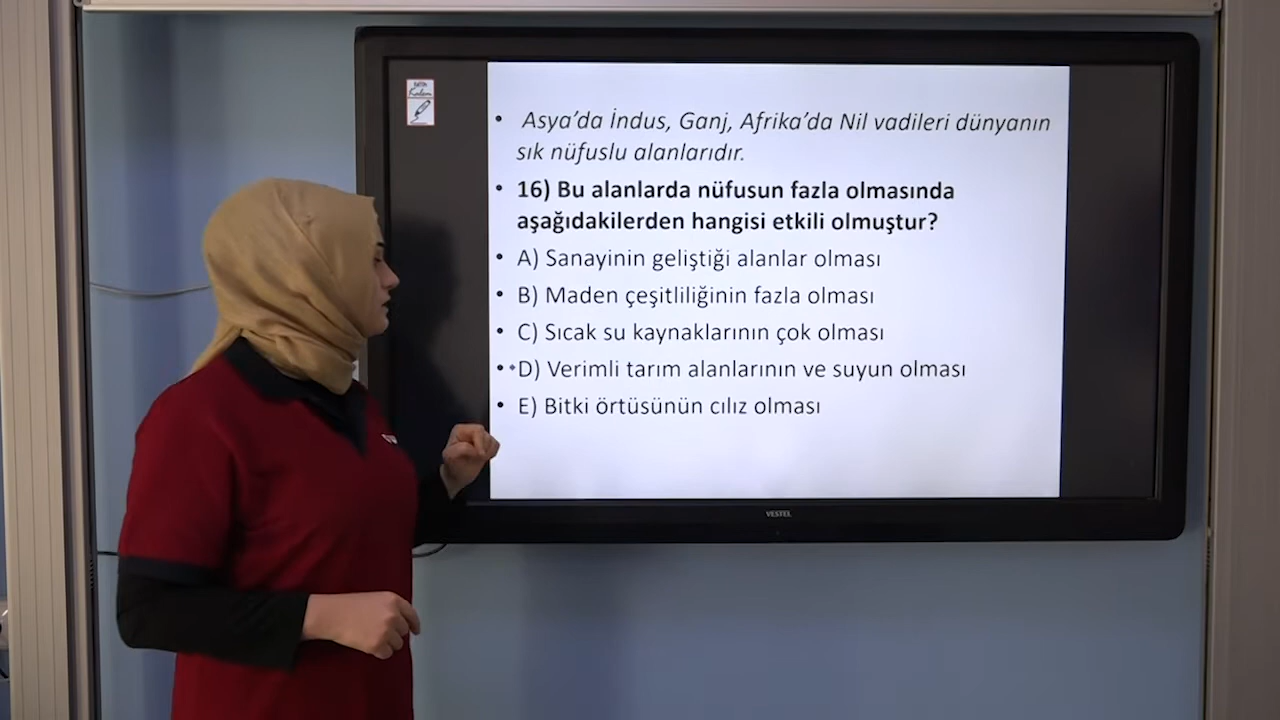 Kalem
• Asya'da İndus, Ganj, Afrika'da Nil vadileri dünyanın
sık nüfuslu alanlarıdır.
• 16) Bu alanlarda nüfusun fazla olmasında
aşağıdakilerden hangisi etkili olmuştur?
• A) Sanayinin geliştiği alanlar olması
• B) Maden çeşitliliğinin fazla olması
• C) Sıcak su kaynaklarının çok olması
• D) Verimli tarım alanlarının ve suyun olması
• E) Bitki örtüsünün cılız olması
VESTEL